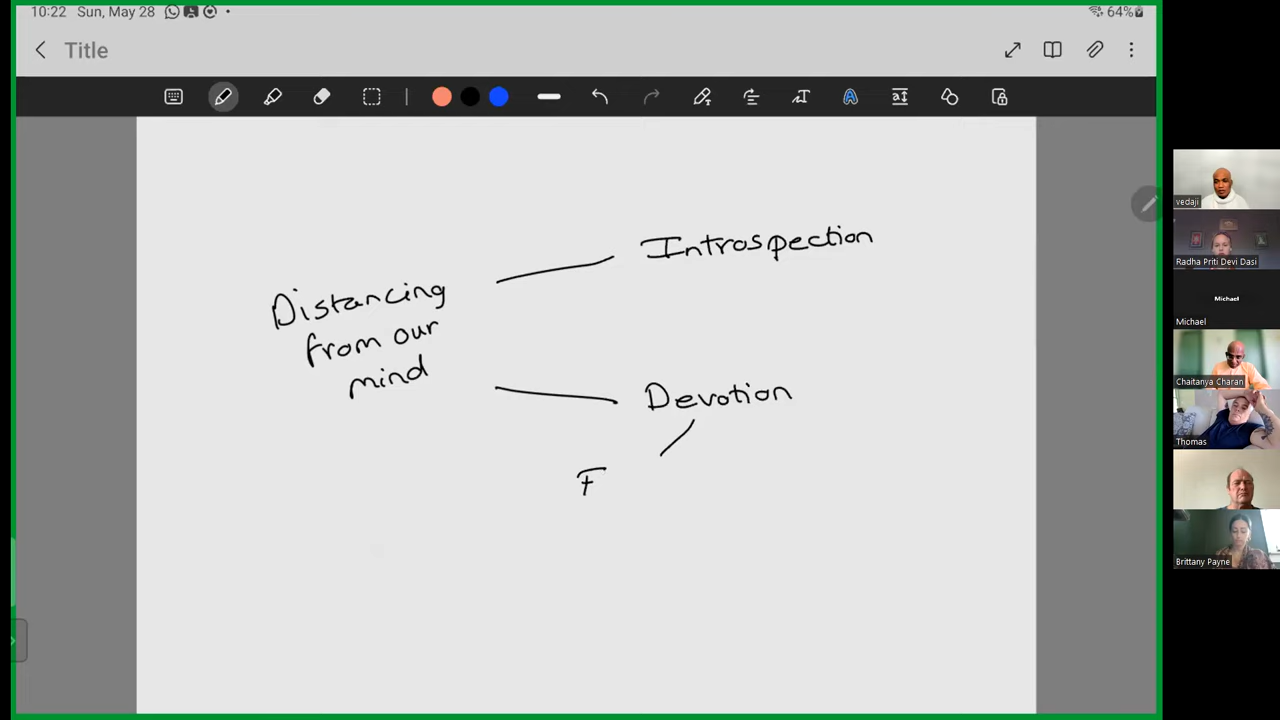 10:22 Sun, May 28
64%
Title
Introspection
Distancing
from our
mind
Devotion
F
vedaji
Radha Priti Devi Dasi
Michael
Michael
Chaitanya Charan
Thomas
Brittany Payne